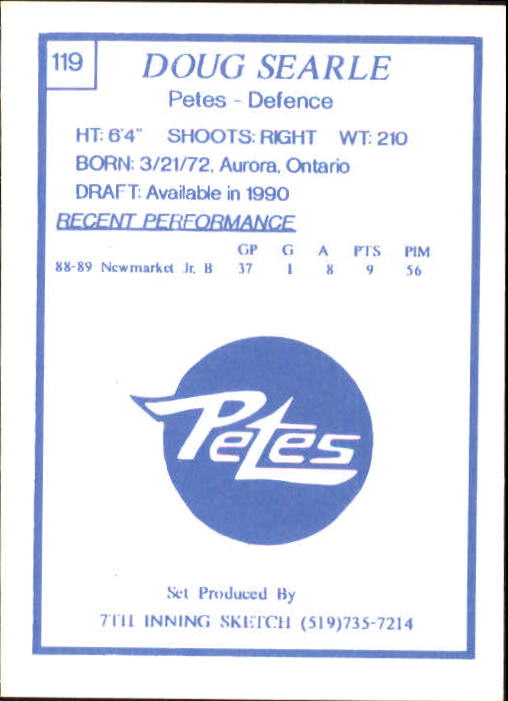 119
DOUG SEARLE
Petes - Defence
HT: 6'4" SHOOTS: RIGHT WT: 210
BORN: 3/21/72, Aurora, Ontario
DRAFT: Available in 1990
RECENT PERFORMANCE
GP G A PTS PIM
88-89 Newmarket Jr. B 37 1 8 9 56
Petes
Set Produced By
7TH INNING SKETCH (519)735-7214